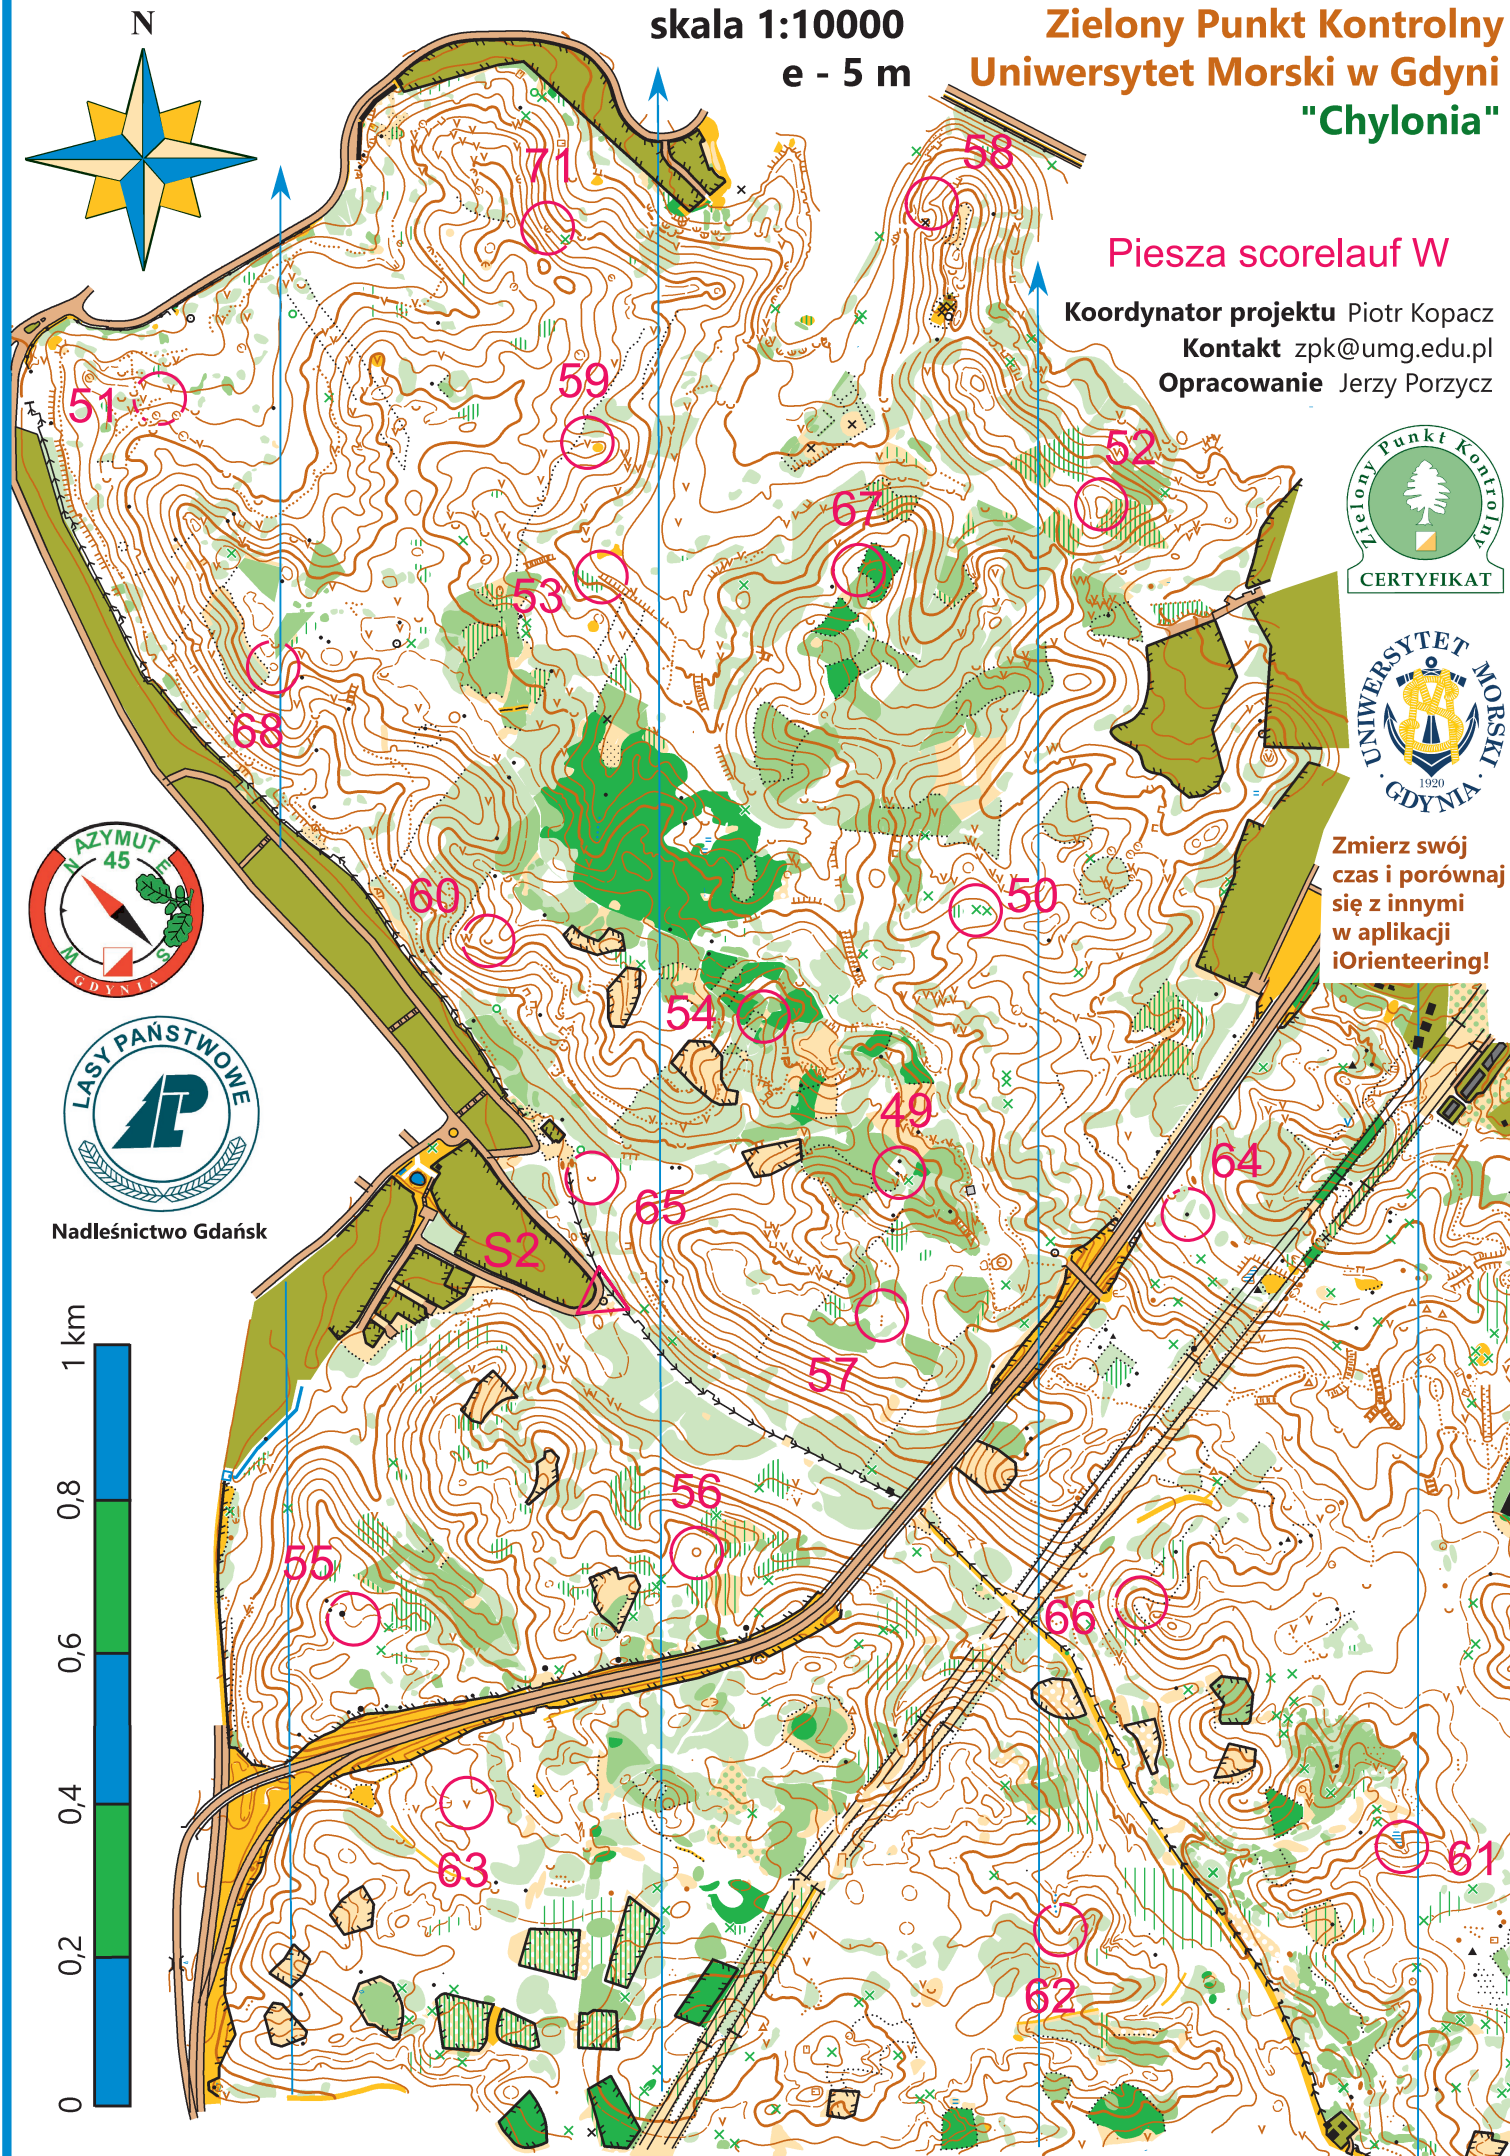 N
skala 1:10000
e - 5 m
Zielony Punkt Kontrolny
Uniwersytet Morski w Gdyni
"Chylonia"
Piesza scorelauf W
Koordynator projektu Piotr Kopacz
Kontakt zpk@umg.edu.pl
Opracowanie Jerzy Porzycz
Zielony Punkt Kontrolny
CERTYFIKAT
UNIWERSYTET MORSKI
1920
GDYNIA
Zmierz swój
czas i porównaj
się z innymi
w aplikacji
iOrienteering!
AZYMUT
45
N
E
W
S
GDYNIA
LASY PAŃSTWOWE
LP
Nadleśnictwo Gdańsk
1 km
0,8
0,6
0,4
0,2
0
71
58
51
59
52
67
53
68
60
50
54
49
64
65
S2
57
56
55
66
63
61
62